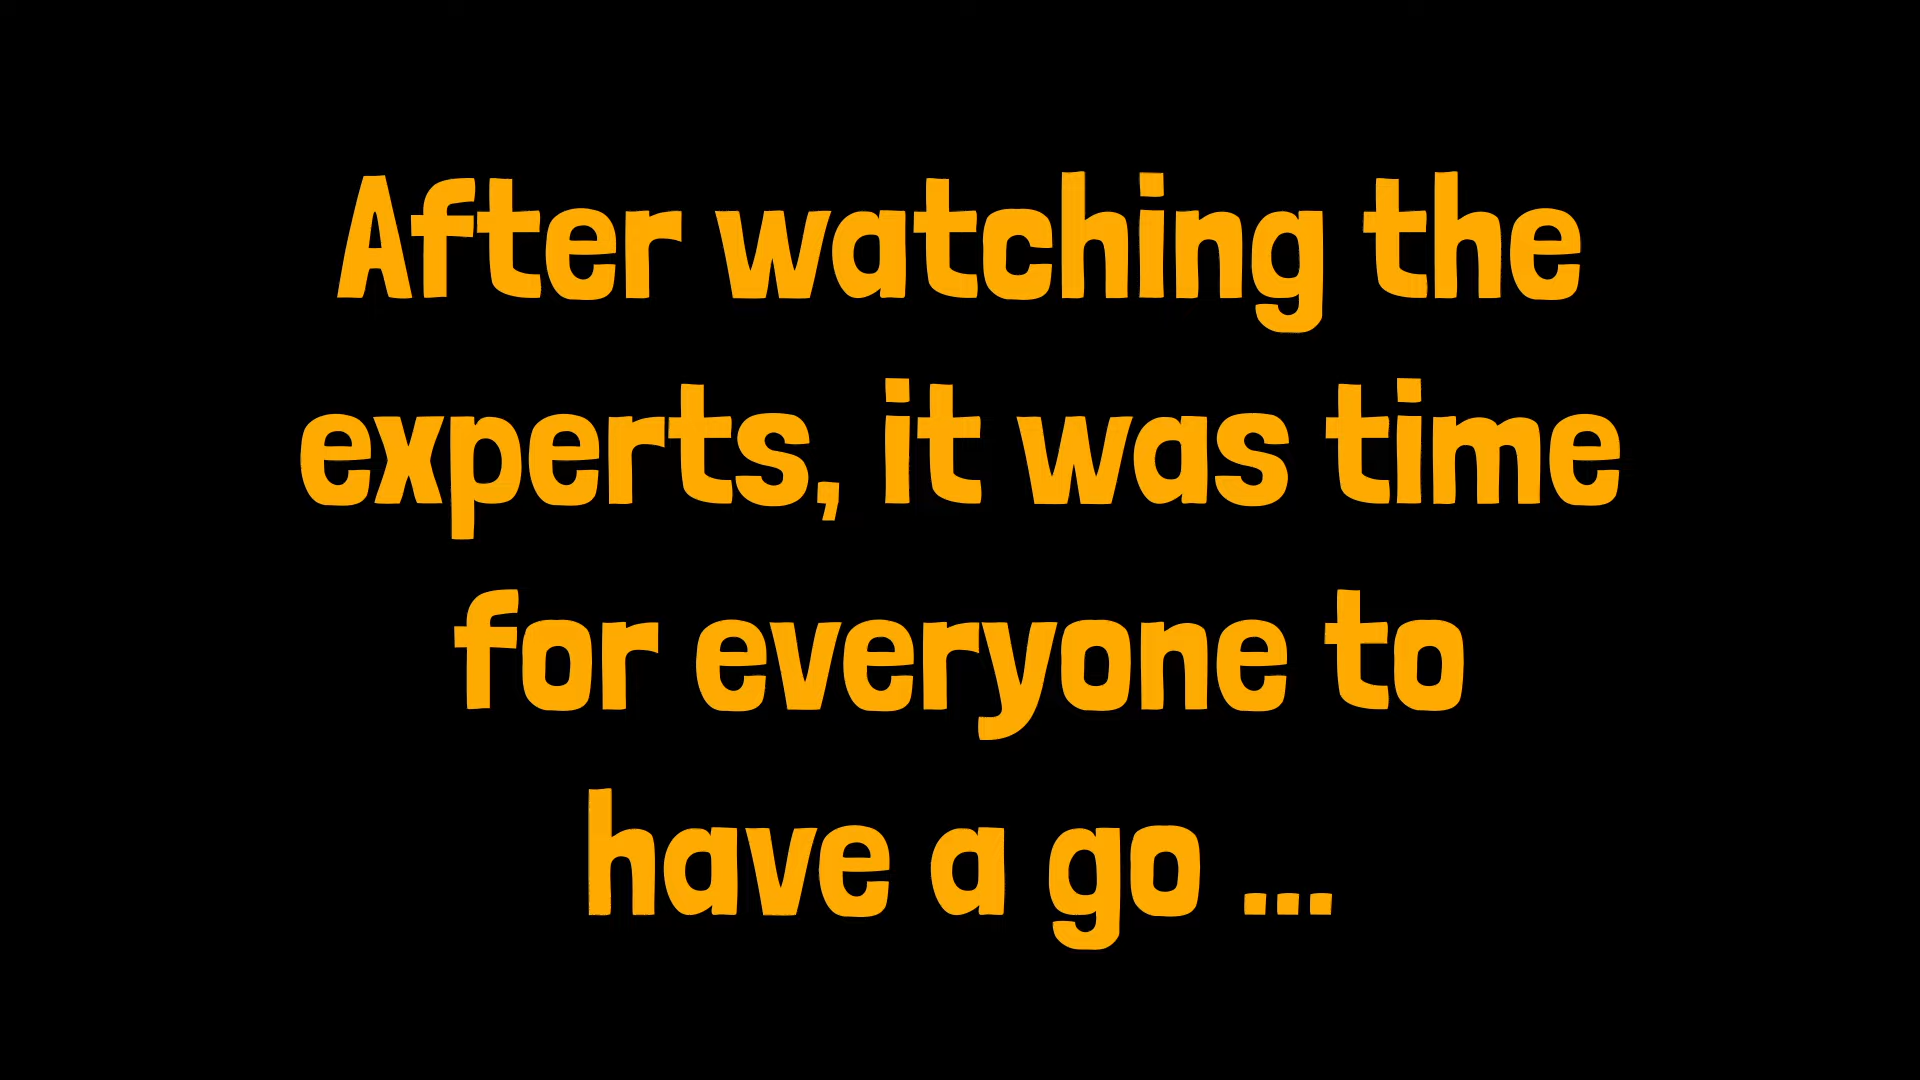 After watching the
experts, it was time
for everyone to
have a go ...